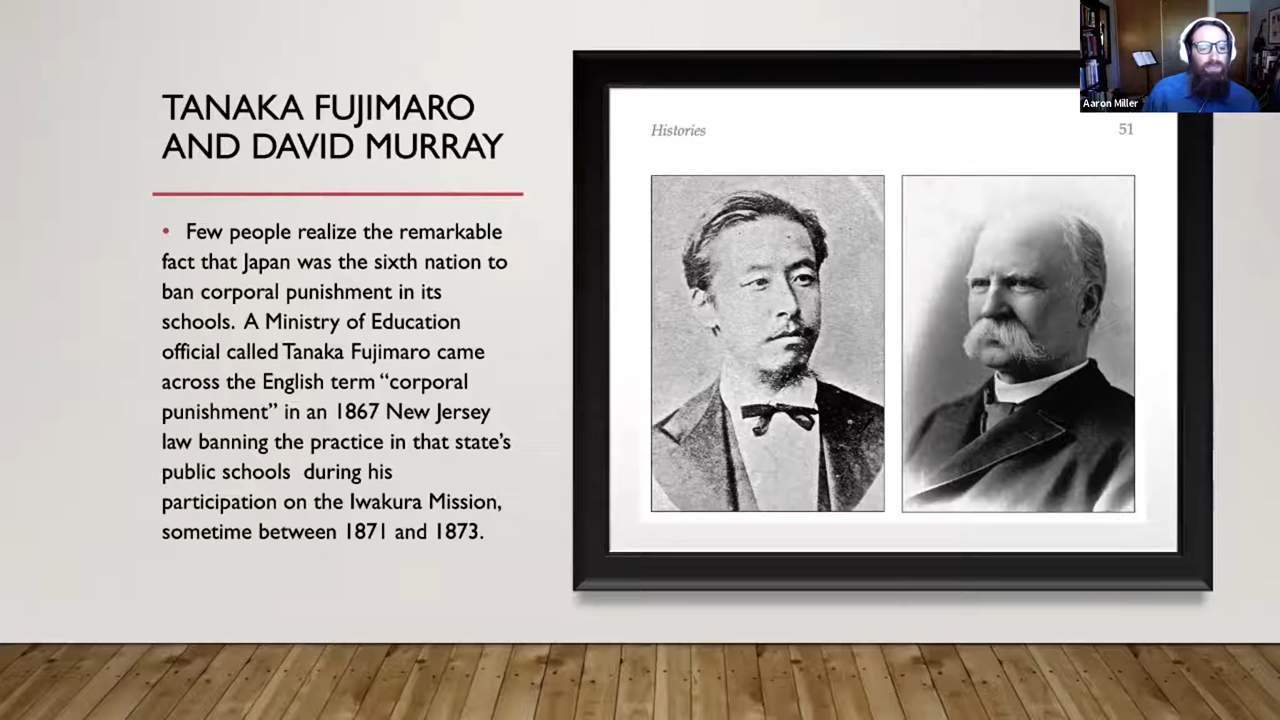 TANAKA FUJIMARO
AND DAVID MURRAY
• Few people realize the remarkable
fact that Japan was the sixth nation to
ban corporal punishment in its
schools. A Ministry of Education
official called Tanaka Fujimaro came
across the English term “corporal
punishment” in an 1867 New Jersey
law banning the practice in that state’s
public schools during his
participation on the Iwakura Mission,
sometime between 1871 and 1873.
Histories 51
Aaron Miller